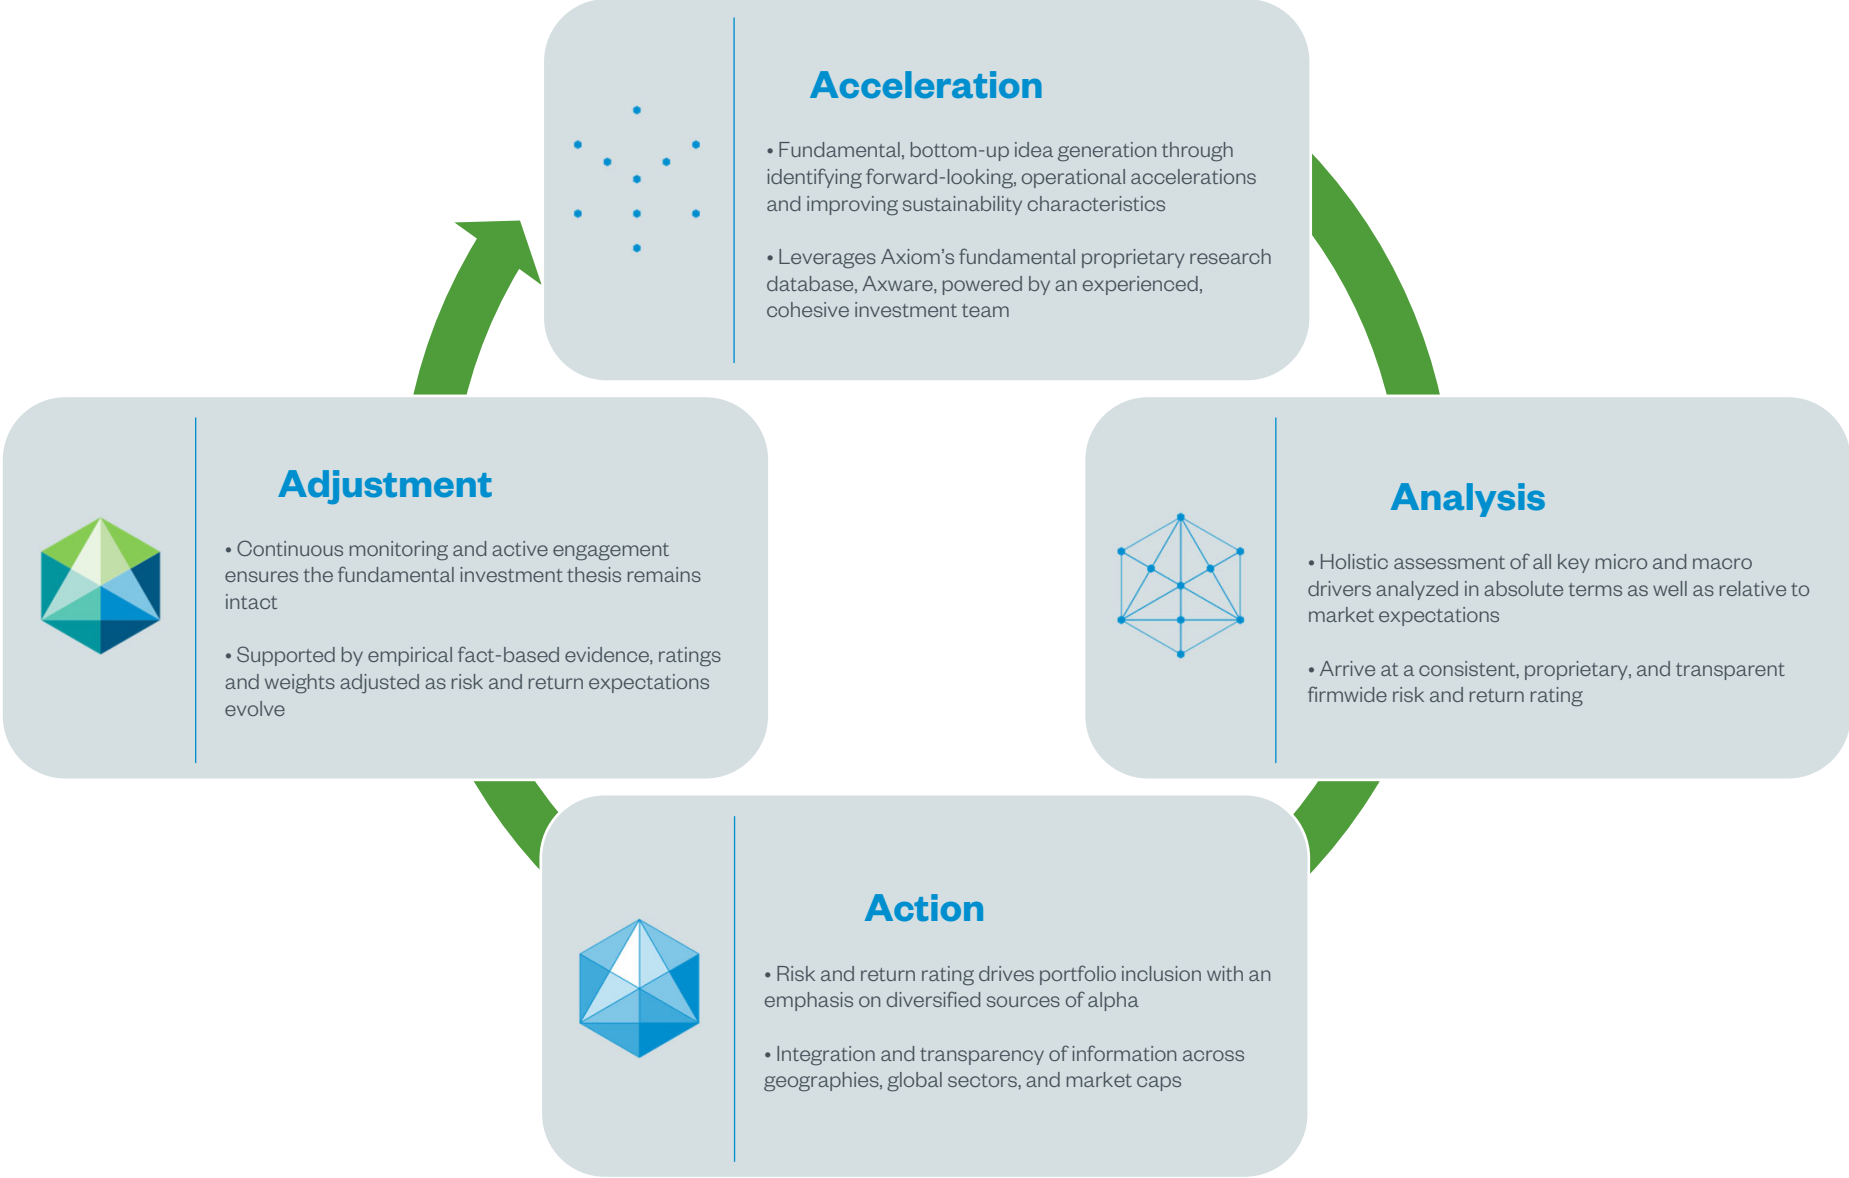 Acceleration
• Fundamental, bottom-up idea generation through
identifying forward-looking, operational accelerations
and improving sustainability characteristics
• Leverages Axiom’s fundamental proprietary research
database, Axware, powered by an experienced,
cohesive investment team
Analysis
• Holistic assessment of all key micro and macro
drivers analyzed in absolute terms as well as relative to
market expectations
• Arrive at a consistent, proprietary, and transparent
firmwide risk and return rating
Action
• Risk and return rating drives portfolio inclusion with an
emphasis on diversified sources of alpha
• Integration and transparency of information across
geographies, global sectors, and market caps
Adjustment
• Continuous monitoring and active engagement
ensures the fundamental investment thesis remains
intact
• Supported by empirical fact-based evidence, ratings
and weights adjusted as risk and return expectations
evolve